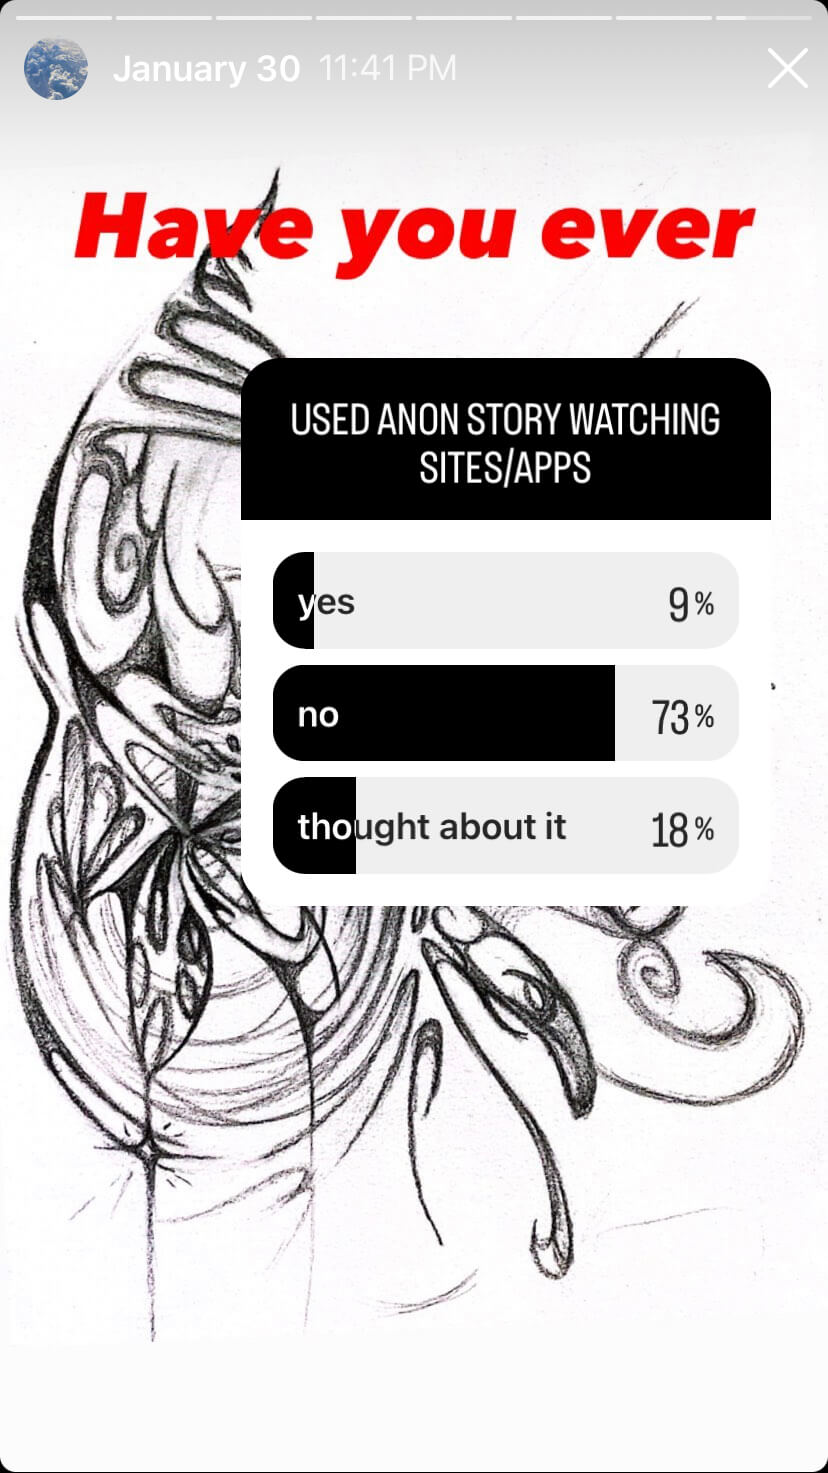 January 30 11:41 PM
Have you ever
USED ANON STORY WATCHING
SITES/APPS
yes 9%
no 73%
thought about it 18%